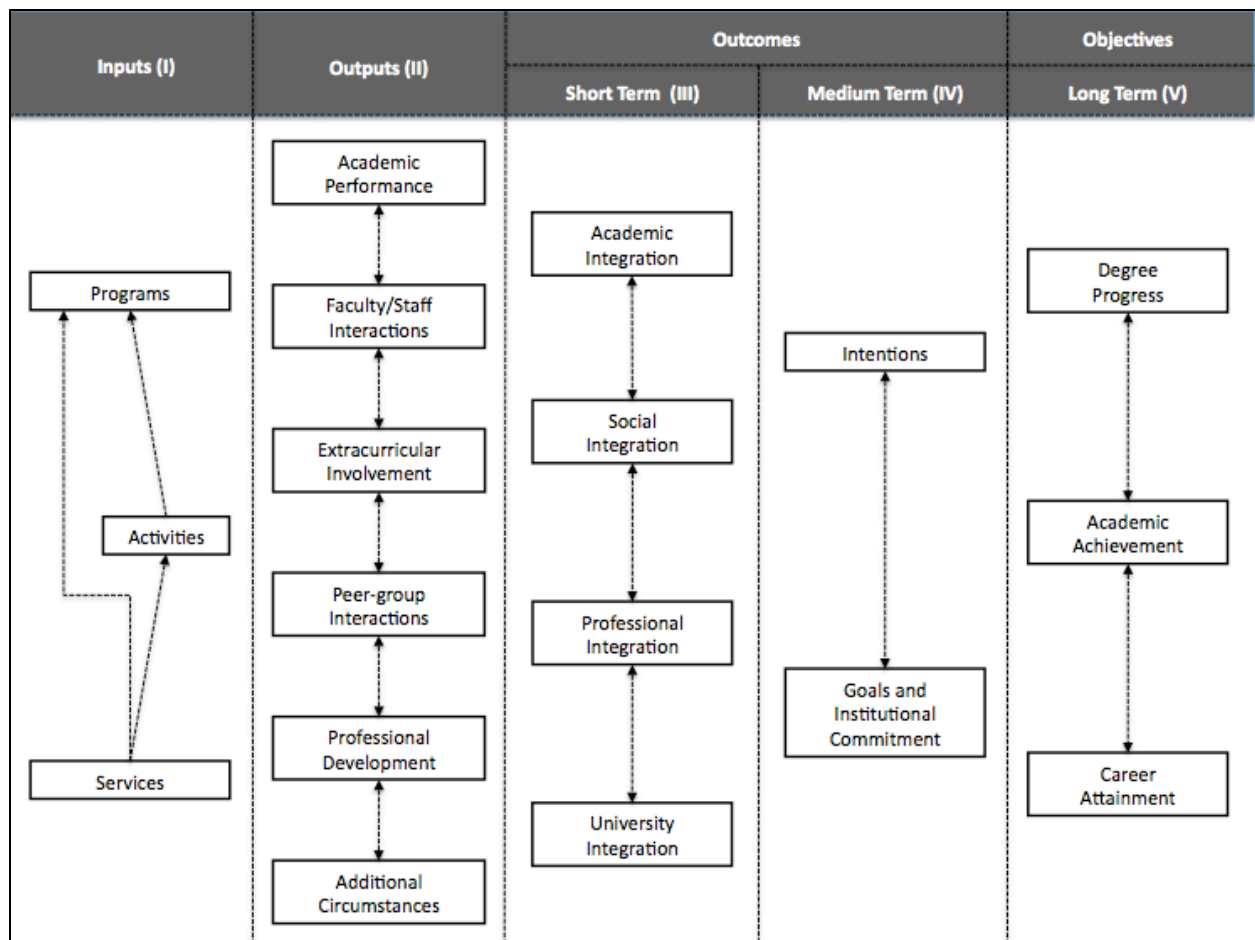 Inputs (I)
Outputs (II)
Outcomes
Objectives
Short Term (III)
Medium Term (IV)
Long Term (V)
Programs
Activities
Services
Academic
Performance
Faculty/Staff
Interactions
Extracurricular
Involvement
Peer-group
Interactions
Professional
Development
Additional
Circumstances
Academic
Integration
Social
Integration
Professional
Integration
University
Integration
Intentions
Goals and
Institutional
Commitment
Degree
Progress
Academic
Achievement
Career
Attainment